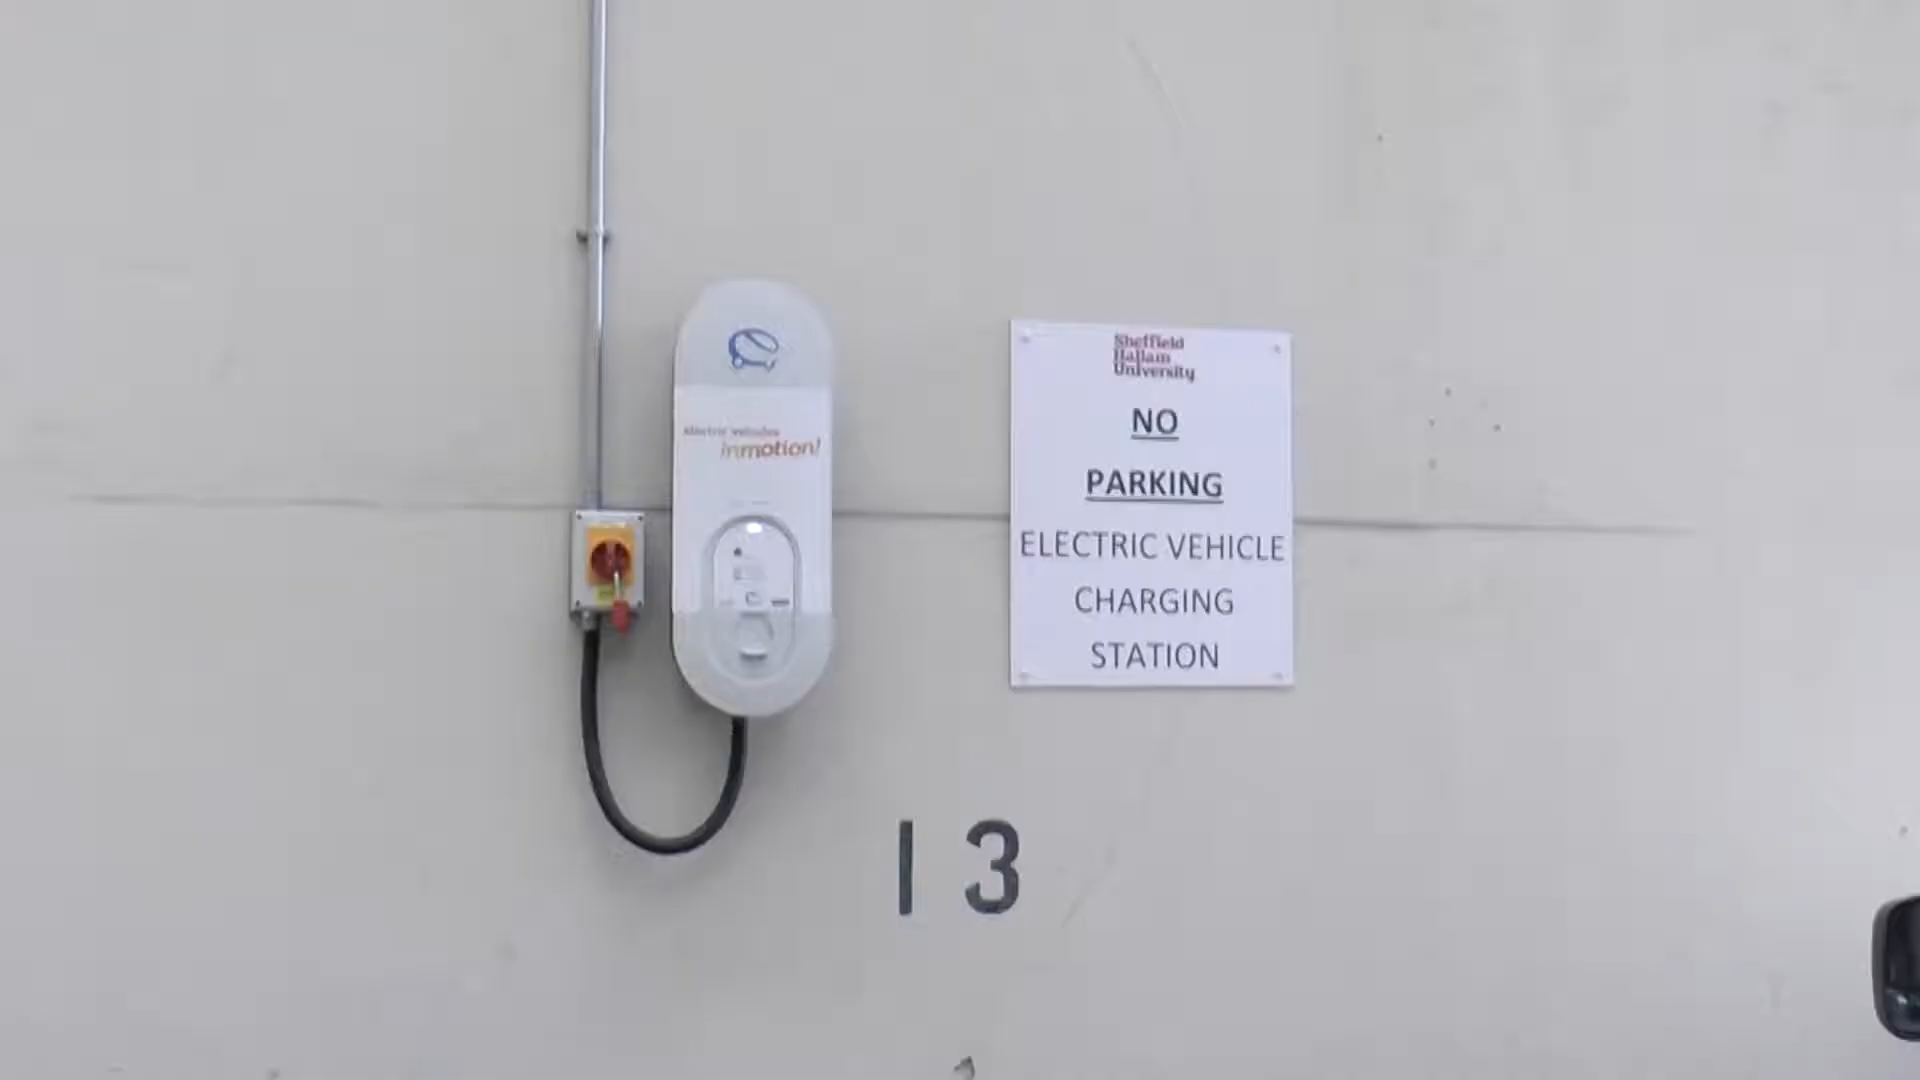 electric vehicles
inmotion!
Sheffield
Hallam
University
NO
PARKING
ELECTRIC VEHICLE
CHARGING
STATION
13